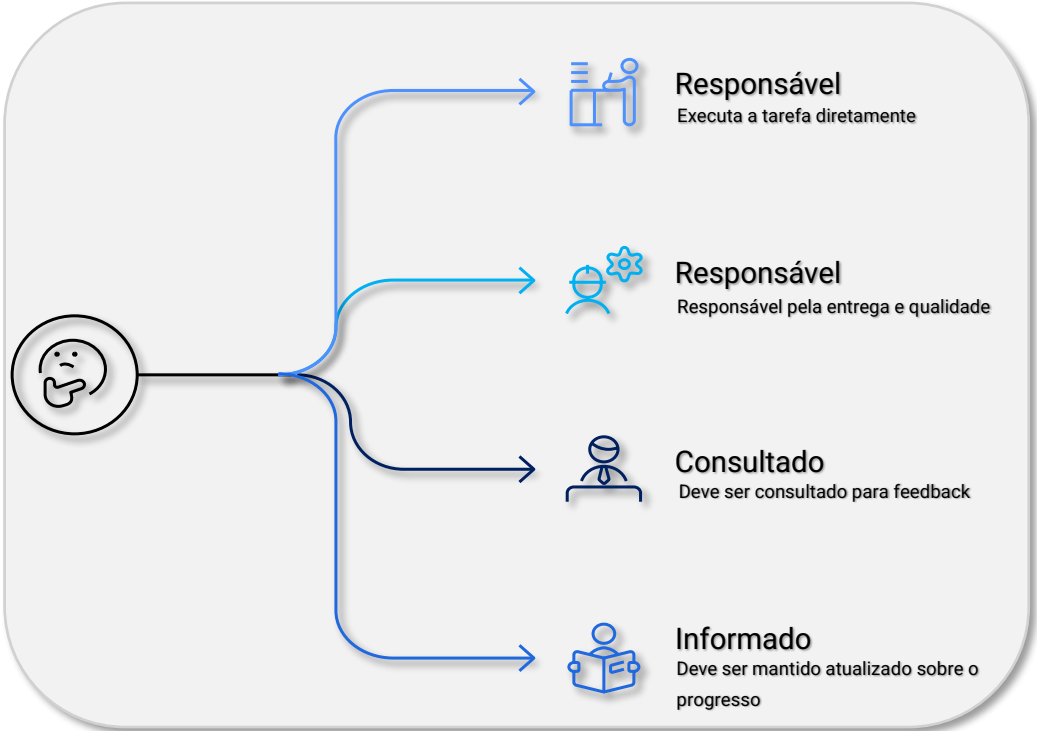 Responsável
Executa a tarefa diretamente
Responsável
Responsável pela entrega e qualidade
Consultado
Deve ser consultado para feedback
Informado
Deve ser mantido atualizado sobre o
progresso